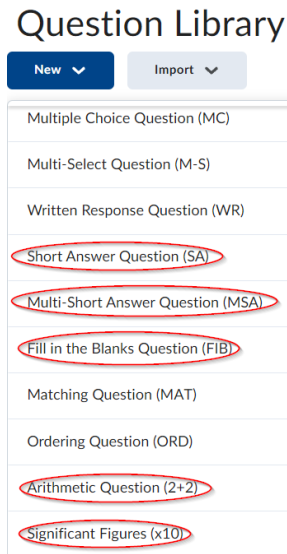 Question Library
New Import
Multiple Choice Question (MC)
Multi-Select Question (M-S)
Written Response Question (WR)
Short Answer Question (SA)
Multi-Short Answer Question (MSA)
Fill in the Blanks Question (FIB)
Matching Question (MAT)
Ordering Question (ORD)
Arithmetic Question (2+2)
Significant Figures (x10)